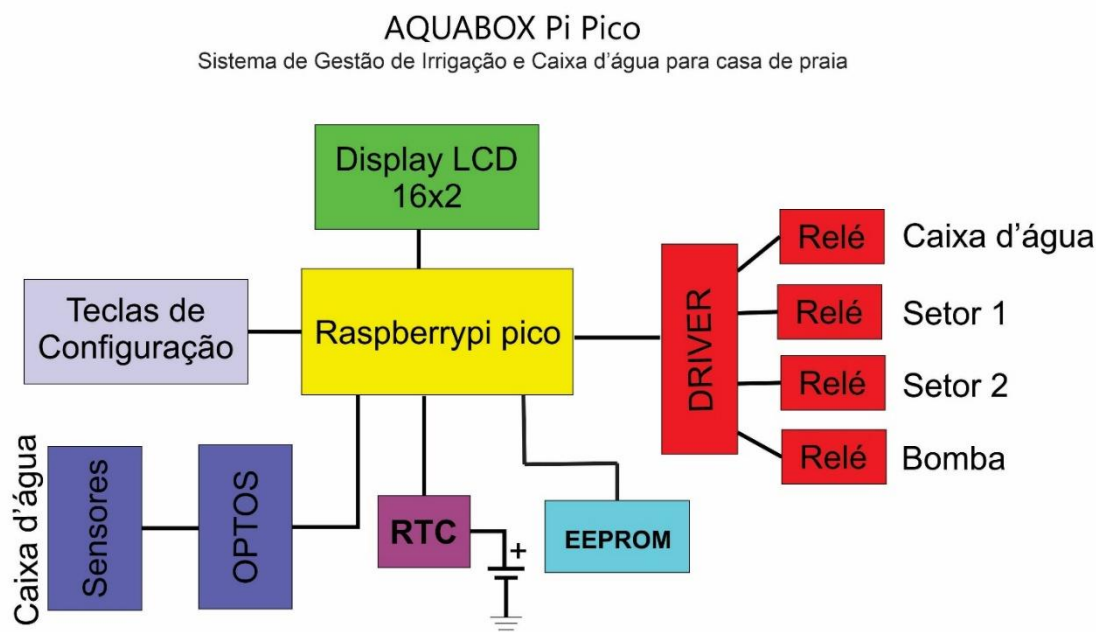 AQUABOX Pi Pico
Sistema de Gestão de Irrigação e Caixa d'água para casa de praia
Display LCD
16x2
Teclas de
Configuração
Raspberrypi pico
DRIVER
Relé
Caixa d'água
Relé
Setor 1
Relé
Setor 2
Relé
Bomba
Caixa d'água
Sensores
OPTOS
RTC
+
EEPROM